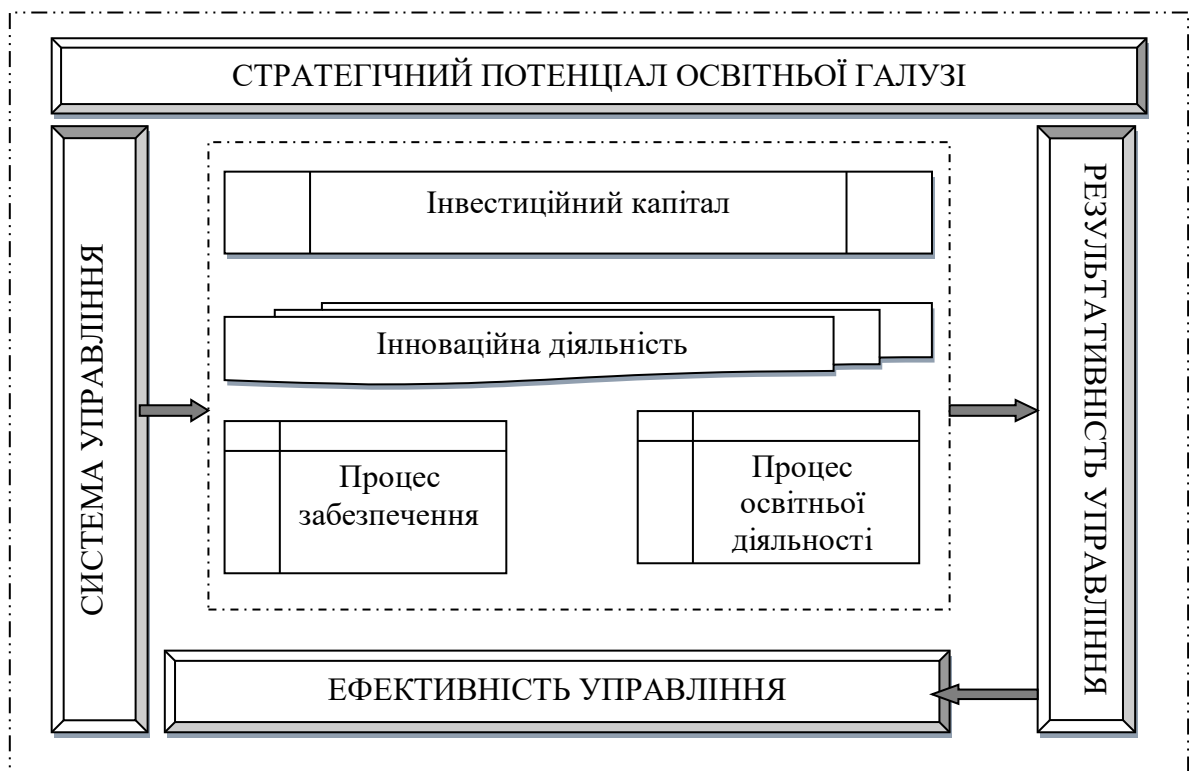 СТРАТЕГІЧНИЙ ПОТЕНЦІАЛ ОСВІТНЬОЇ ГАЛУЗІ
СИСТЕМА УПРАВЛІННЯ
Інвестиційний капітал
Інноваційна діяльність
Процес
забезпечення
Процес
освітньої
діяльності
РЕЗУЛЬТАТИВНІСТЬ УПРАВЛІННЯ
ЕФЕКТИВНІСТЬ УПРАВЛІННЯ